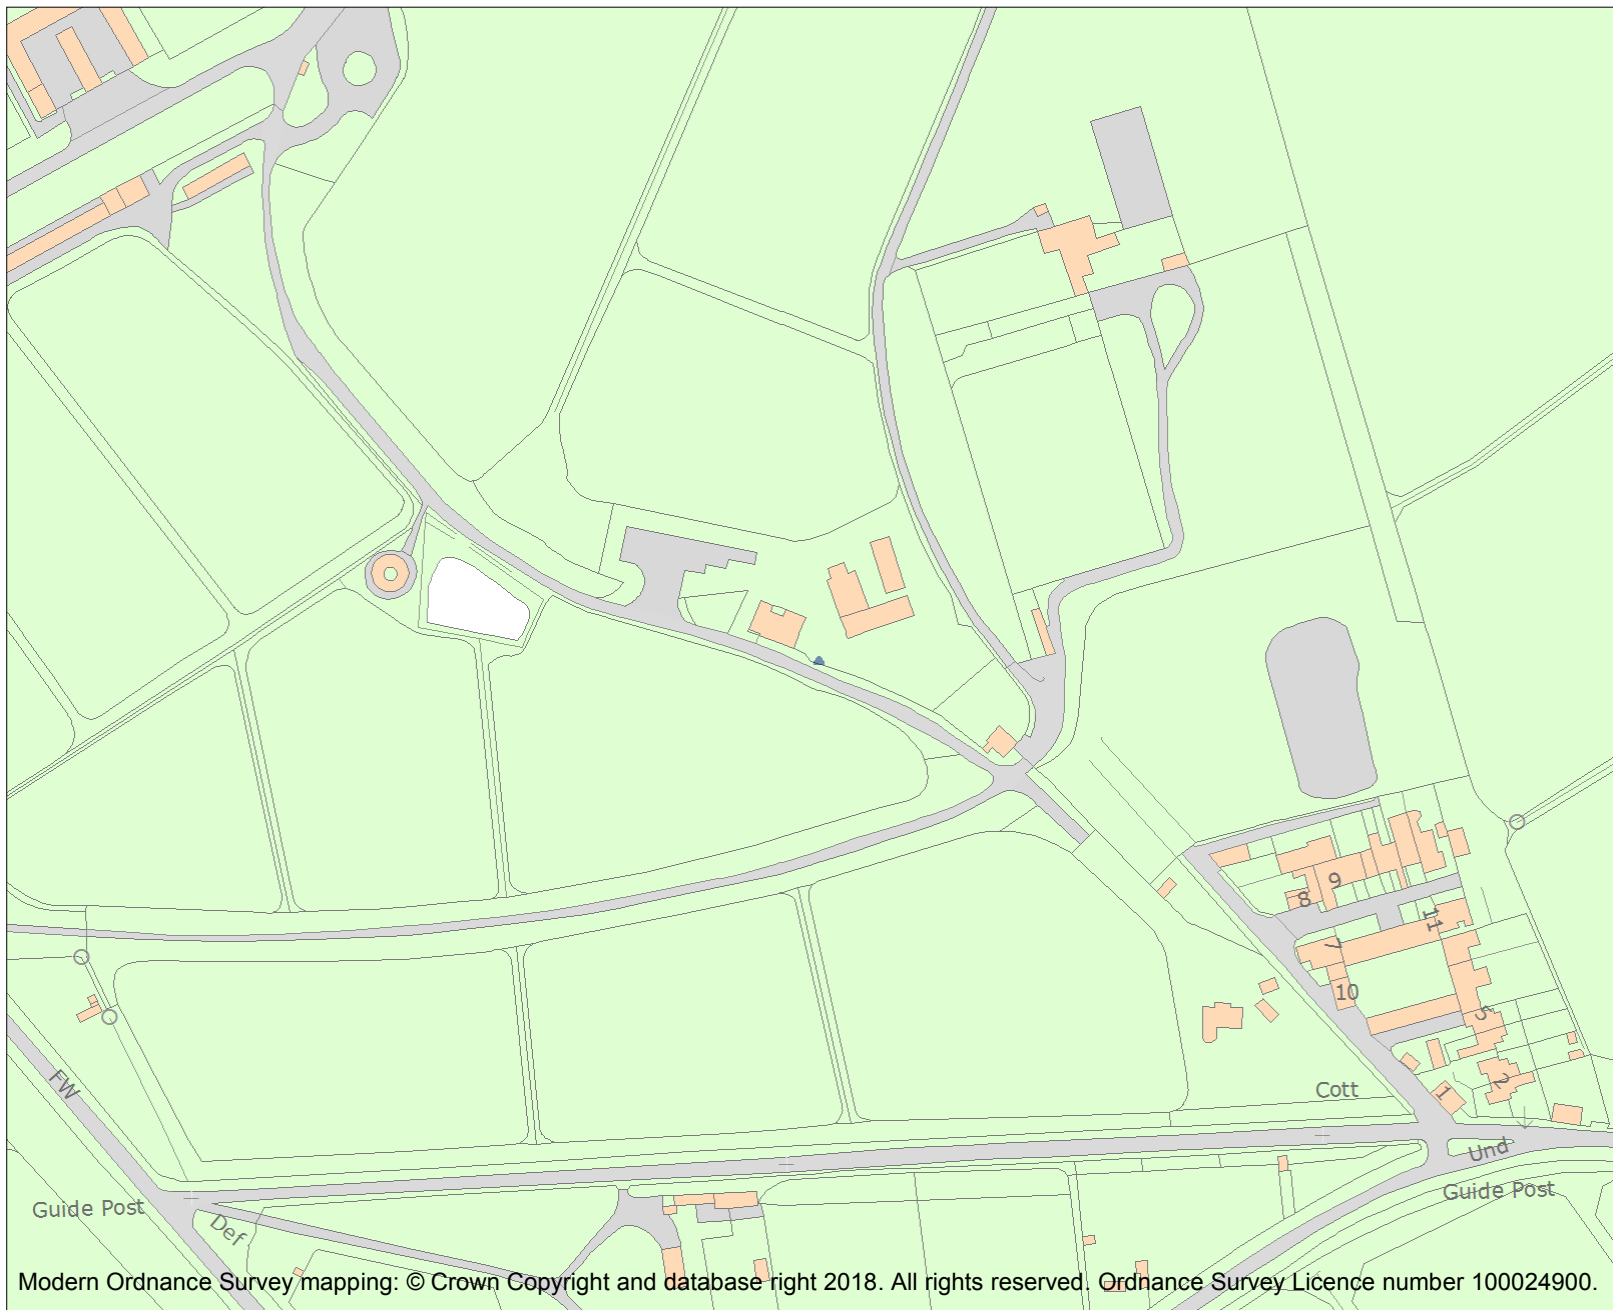 9
8
11
7
10
5
FW
Cott
2
1
Und
Guide Post
Guide Post
Def
Modern Ordnance Survey mapping: © Crown Copyright and database right 2018. All rights reserved. Ordnance Survey Licence number 100024900.